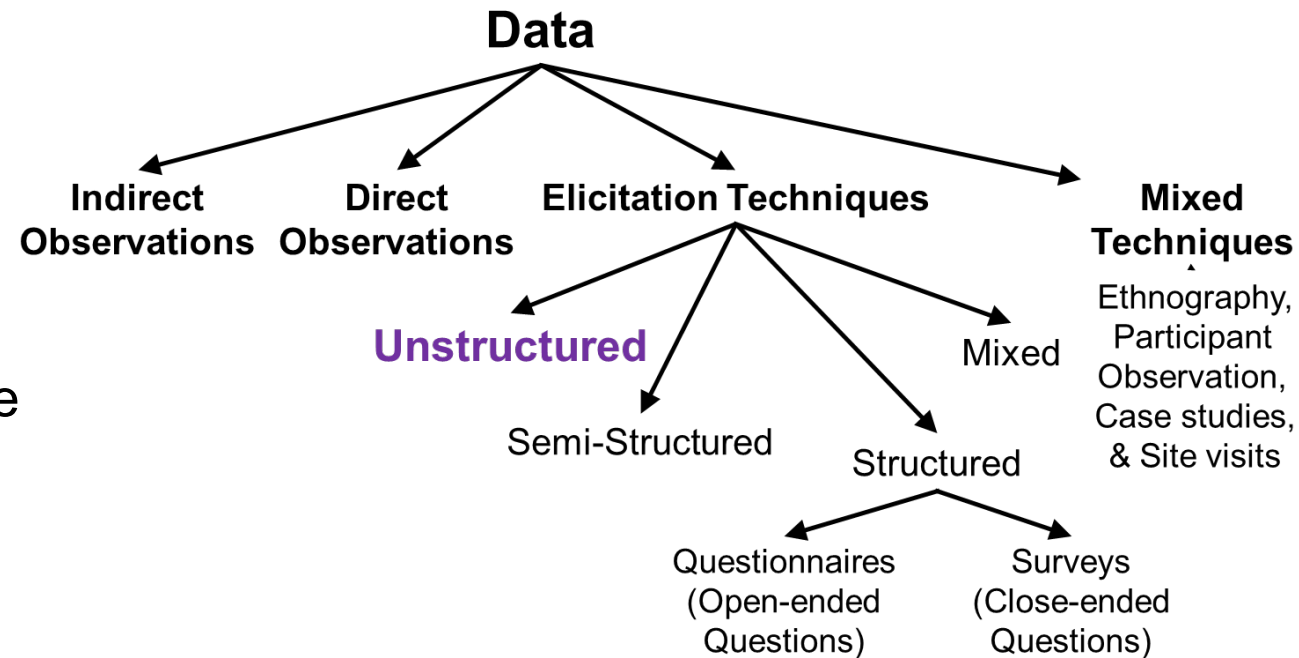 Data
Indirect
Observations
Direct
Observations
Elicitation Techniques
Mixed
Techniques
Ethnography,
Participant
Observation,
Case studies,
& Site visits
Unstructured
Mixed
e
Semi-Structured
Structured
Questionnaires
(Open-ended
Questions)
Surveys
(Close-ended
Questions)